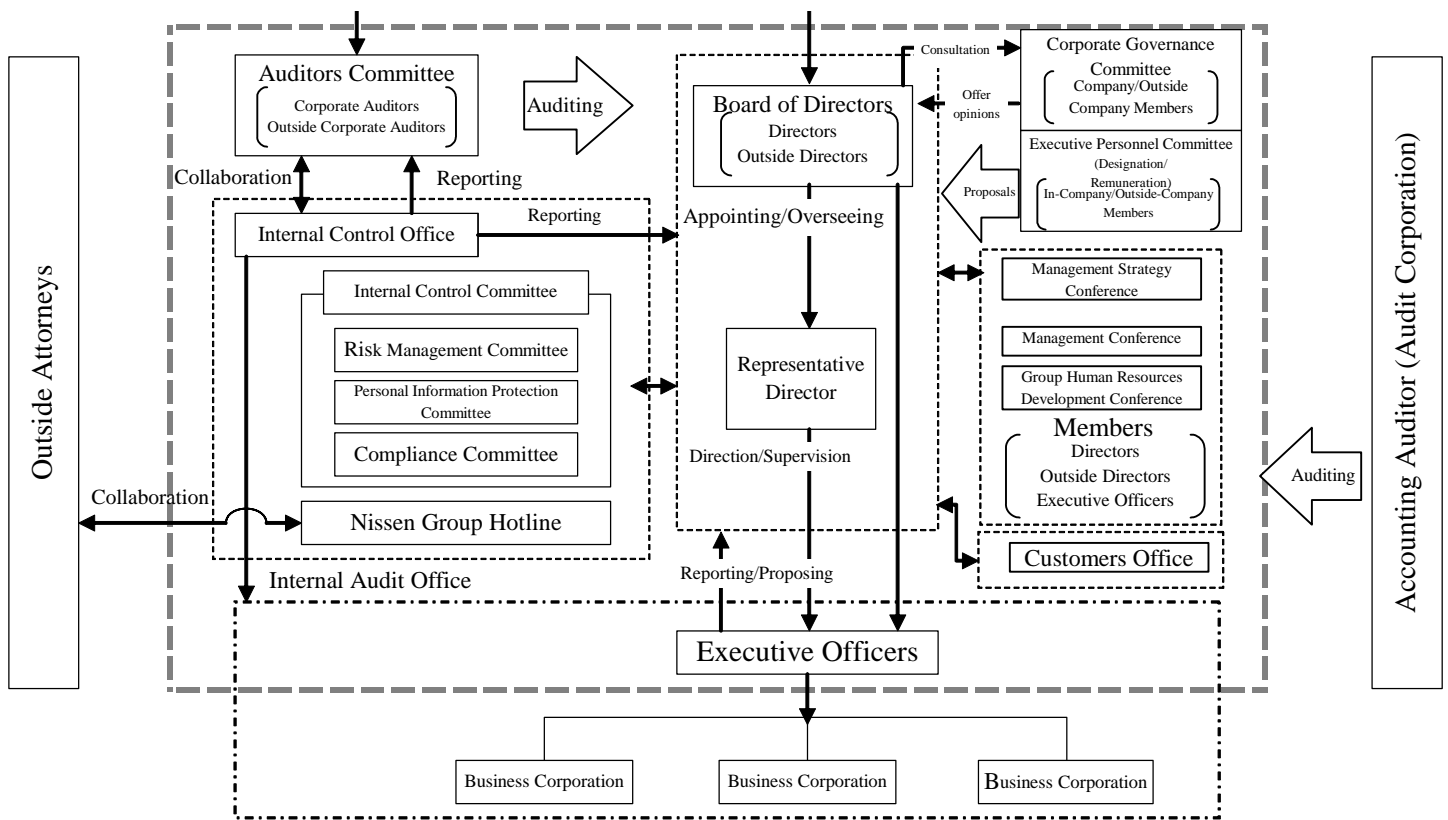 Outside Attorneys
Auditors Committee
Corporate Auditors
Outside Corporate Auditors
Auditing
Board of Directors
Directors
Outside Directors
Consultation
Offer
opinions
Corporate Governance
Committee
Company/Outside
Company Members
Executive Personnel Committee
(Designation/
Remuneration)
In-Company/Outside-Company
Members
Proposals
Collaboration
Reporting
Internal Control Office
Reporting
Appointing/Overseeing
Internal Control Committee
Risk Management Committee
Personal Information Protection
Committee
Compliance Committee
Collaboration
Nissen Group Hotline
Representative
Director
Direction/Supervision
Management Strategy
Conference
Management Conference
Group Human Resources
Development Conference
Members
Directors
Outside Directors
Executive Officers
Auditing
Accounting Auditor (Audit Corporation)
Customers Office
Internal Audit Office
Reporting/Proposing
Executive Officers
Business Corporation
Business Corporation
Business Corporation